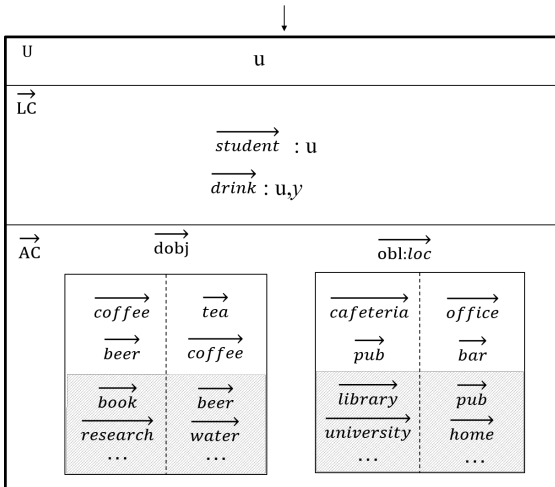 U u
LC
student : u
drink : u,y
AC dobj obl:loc
coffee tea cafeteria office
beer coffee pub bar
book beer library pub
research water university home
... ... ... ...